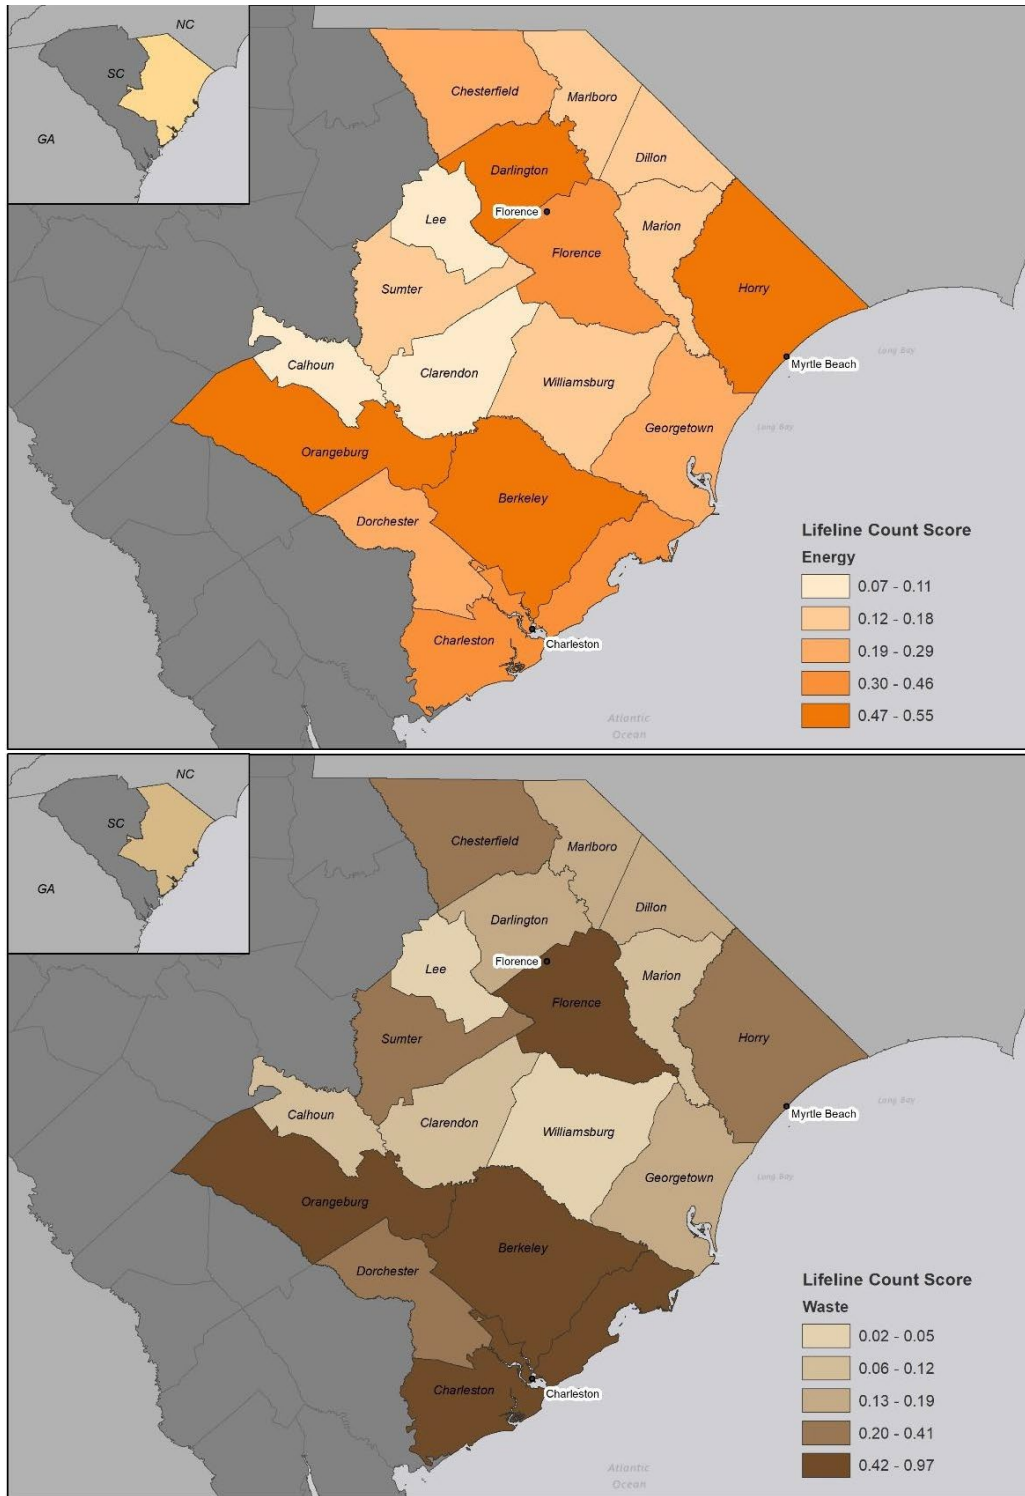 NC
SC
GA
Chesterfield
Marlboro
Dillon
Darlington
Florence
Lee
Marion
Florence
Sumter
Horry
Long Bay
Myrtle Beach
Calhoun
Clarendon
Williamsburg
Georgetown
Long Bay
Orangeburg
Berkeley
Dorchester
Charleston
Charleston
Atlantic
Ocean
Lifeline Count Score
Energy
0.07 - 0.11
0.12 - 0.18
0.19 - 0.29
0.30 - 0.46
0.47 - 0.55
NC
SC
GA
Chesterfield
Marlboro
Dillon
Darlington
Florence
Lee
Marion
Florence
Sumter
Horry
Long Bay
Myrtle Beach
Calhoun
Clarendon
Williamsburg
Georgetown
Long Bay
Orangeburg
Berkeley
Dorchester
Charleston
Charleston
Atlantic
Ocean
Lifeline Count Score
Waste
0.02 - 0.05
0.06 - 0.12
0.13 - 0.19
0.20 - 0.41
0.42 - 0.97